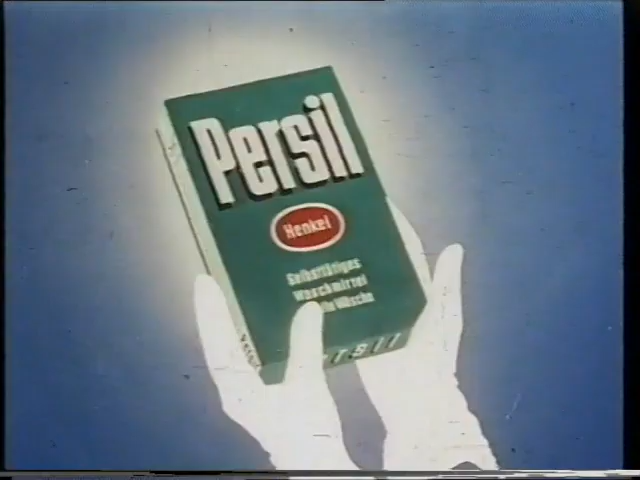 Persil
Henkel
Selbsttätiges
Waschmittel
Wäsche